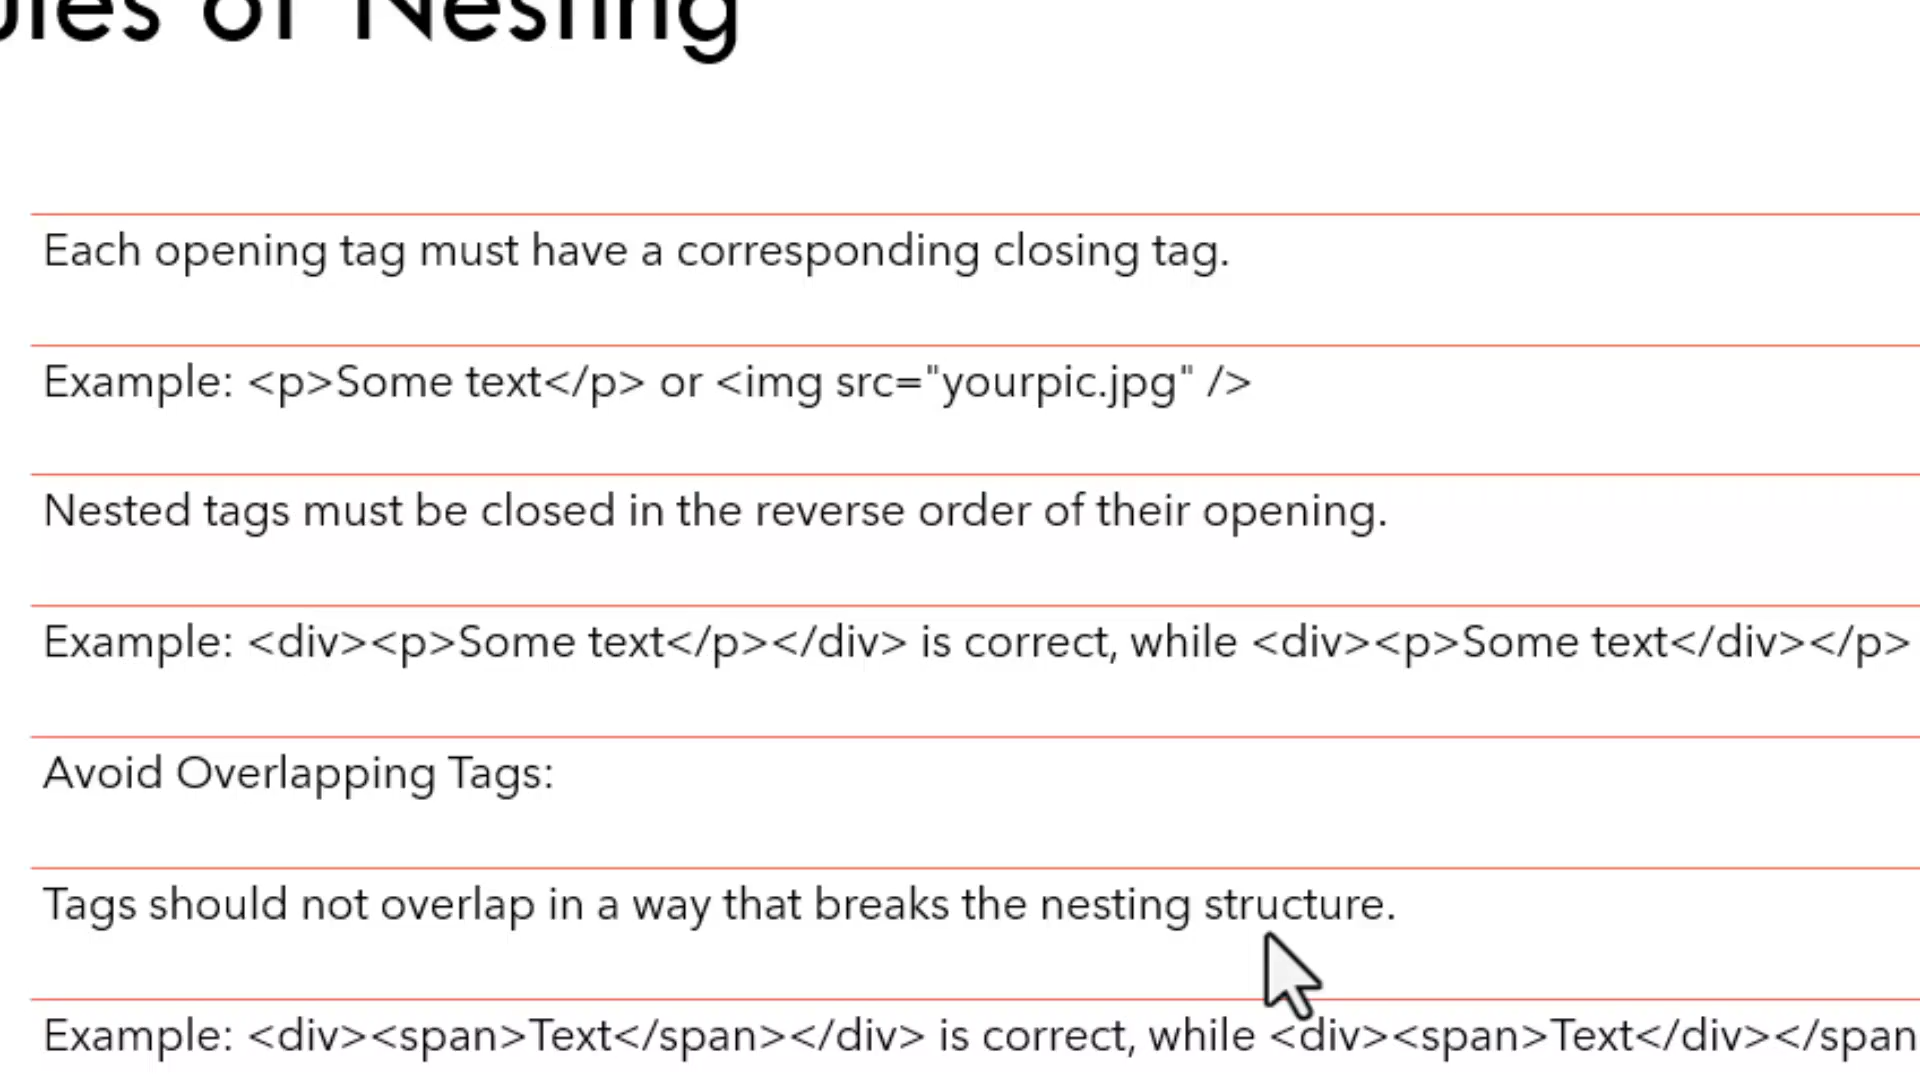 ules of Nesting
Each opening tag must have a corresponding closing tag.
Example: <p>Some text</p> or <img src="yourpic.jpg" />
Nested tags must be closed in the reverse order of their opening.
Example: <div><p>Some text</p></div> is correct, while <div><p>Some text</div></p>
Avoid Overlapping Tags:
Tags should not overlap in a way that breaks the nesting structure.
Example: <div><span>Text</span></div> is correct, while <div><span>Text</div></span